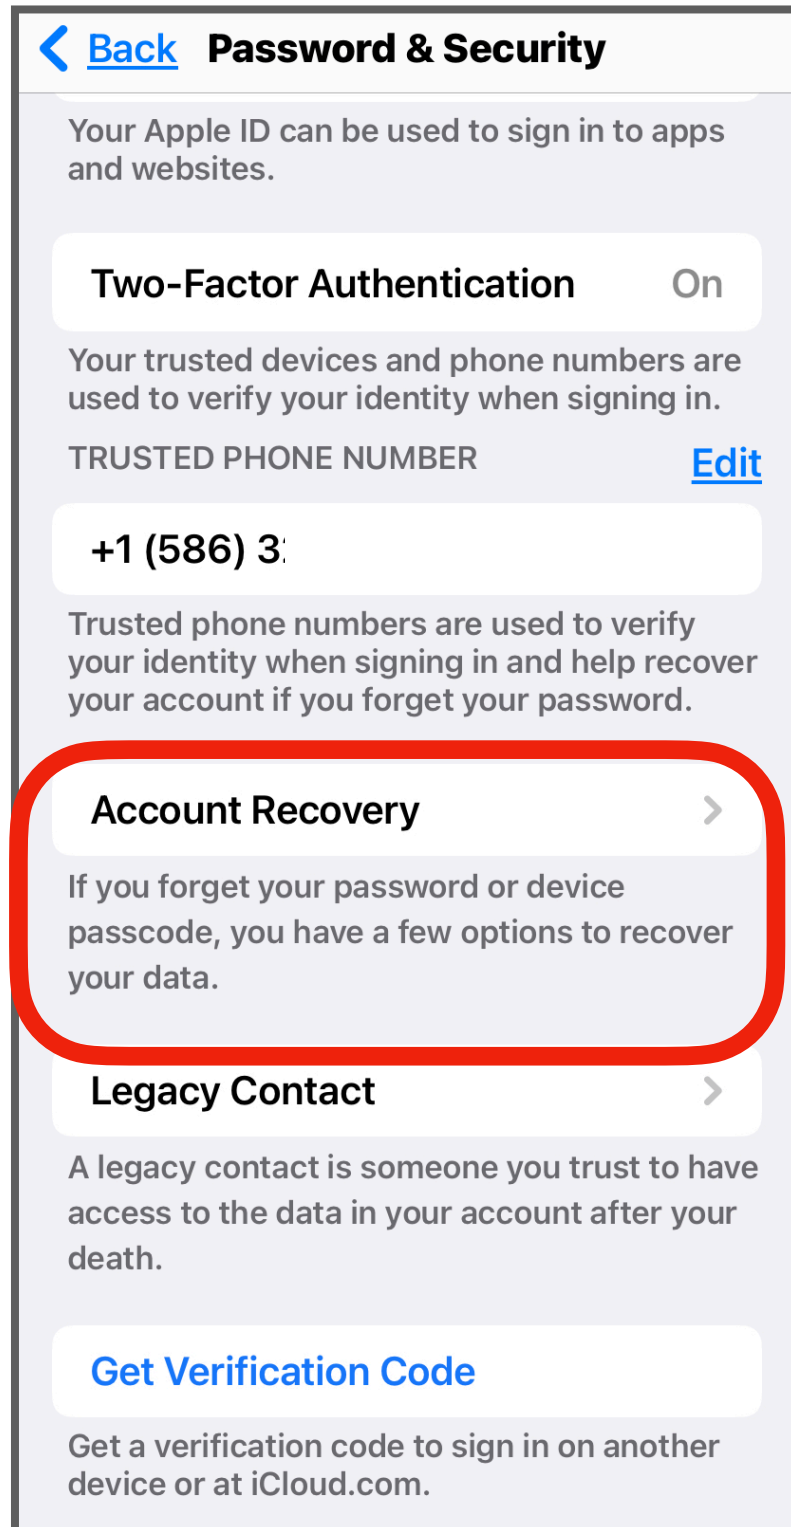 Back Password & Security
Your Apple ID can be used to sign in to apps
and websites.
Two-Factor Authentication On
Your trusted devices and phone numbers are
used to verify your identity when signing in.
TRUSTED PHONE NUMBER Edit
+1 (586) 3
Trusted phone numbers are used to verify
your identity when signing in and help recover
your account if you forget your password.
Account Recovery
If you forget your password or device
passcode, you have a few options to recover
your data.
Legacy Contact
A legacy contact is someone you trust to have
access to the data in your account after your
death.
Get Verification Code
Get a verification code to sign in on another
device or at iCloud.com.